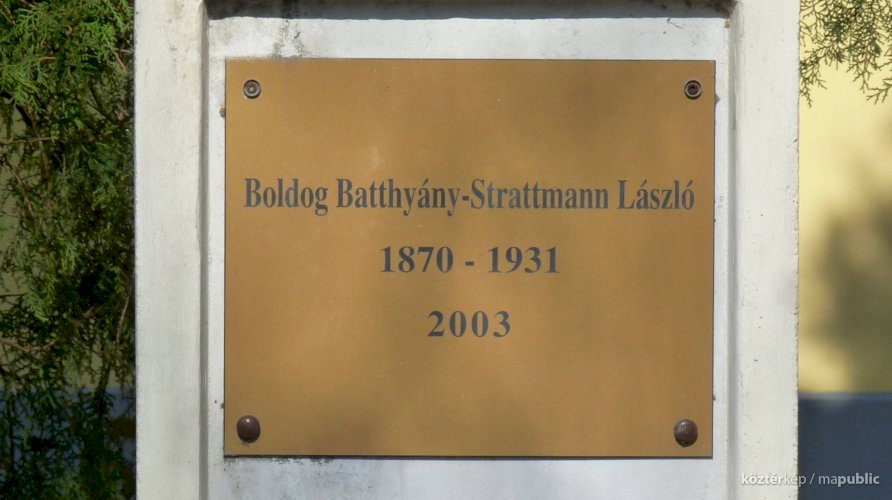 Boldog Batthyány-Strattmann László
1870 - 1931
2003
köztérkép / mapublic